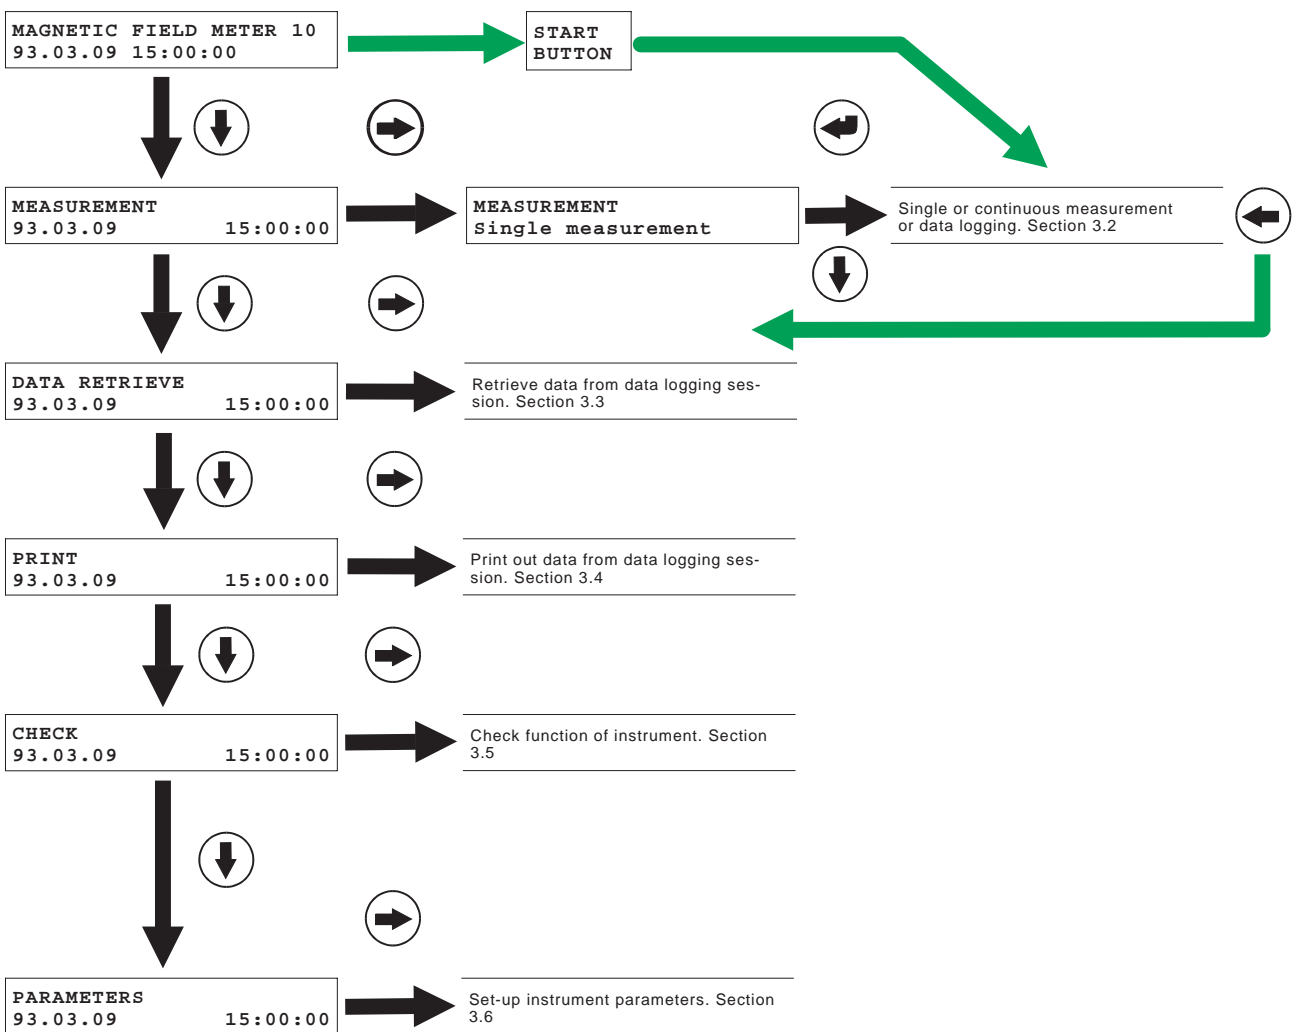 MAGNETIC FIELD METER 10
93.03.09 15:00:00
START
BUTTON
MEASUREMENT
93.03.09 15:00:00
MEASUREMENT
Single measurement
Single or continuous measurement
or data logging. Section 3.2
DATA RETRIEVE
93.03.09 15:00:00
Retrieve data from data logging ses-
sion. Section 3.3
PRINT
93.03.09 15:00:00
Print out data from data logging ses-
sion. Section 3.4
CHECK
93.03.09 15:00:00
Check function of instrument. Section
3.5
PARAMETERS
93.03.09 15:00:00
Set-up instrument parameters. Section
3.6